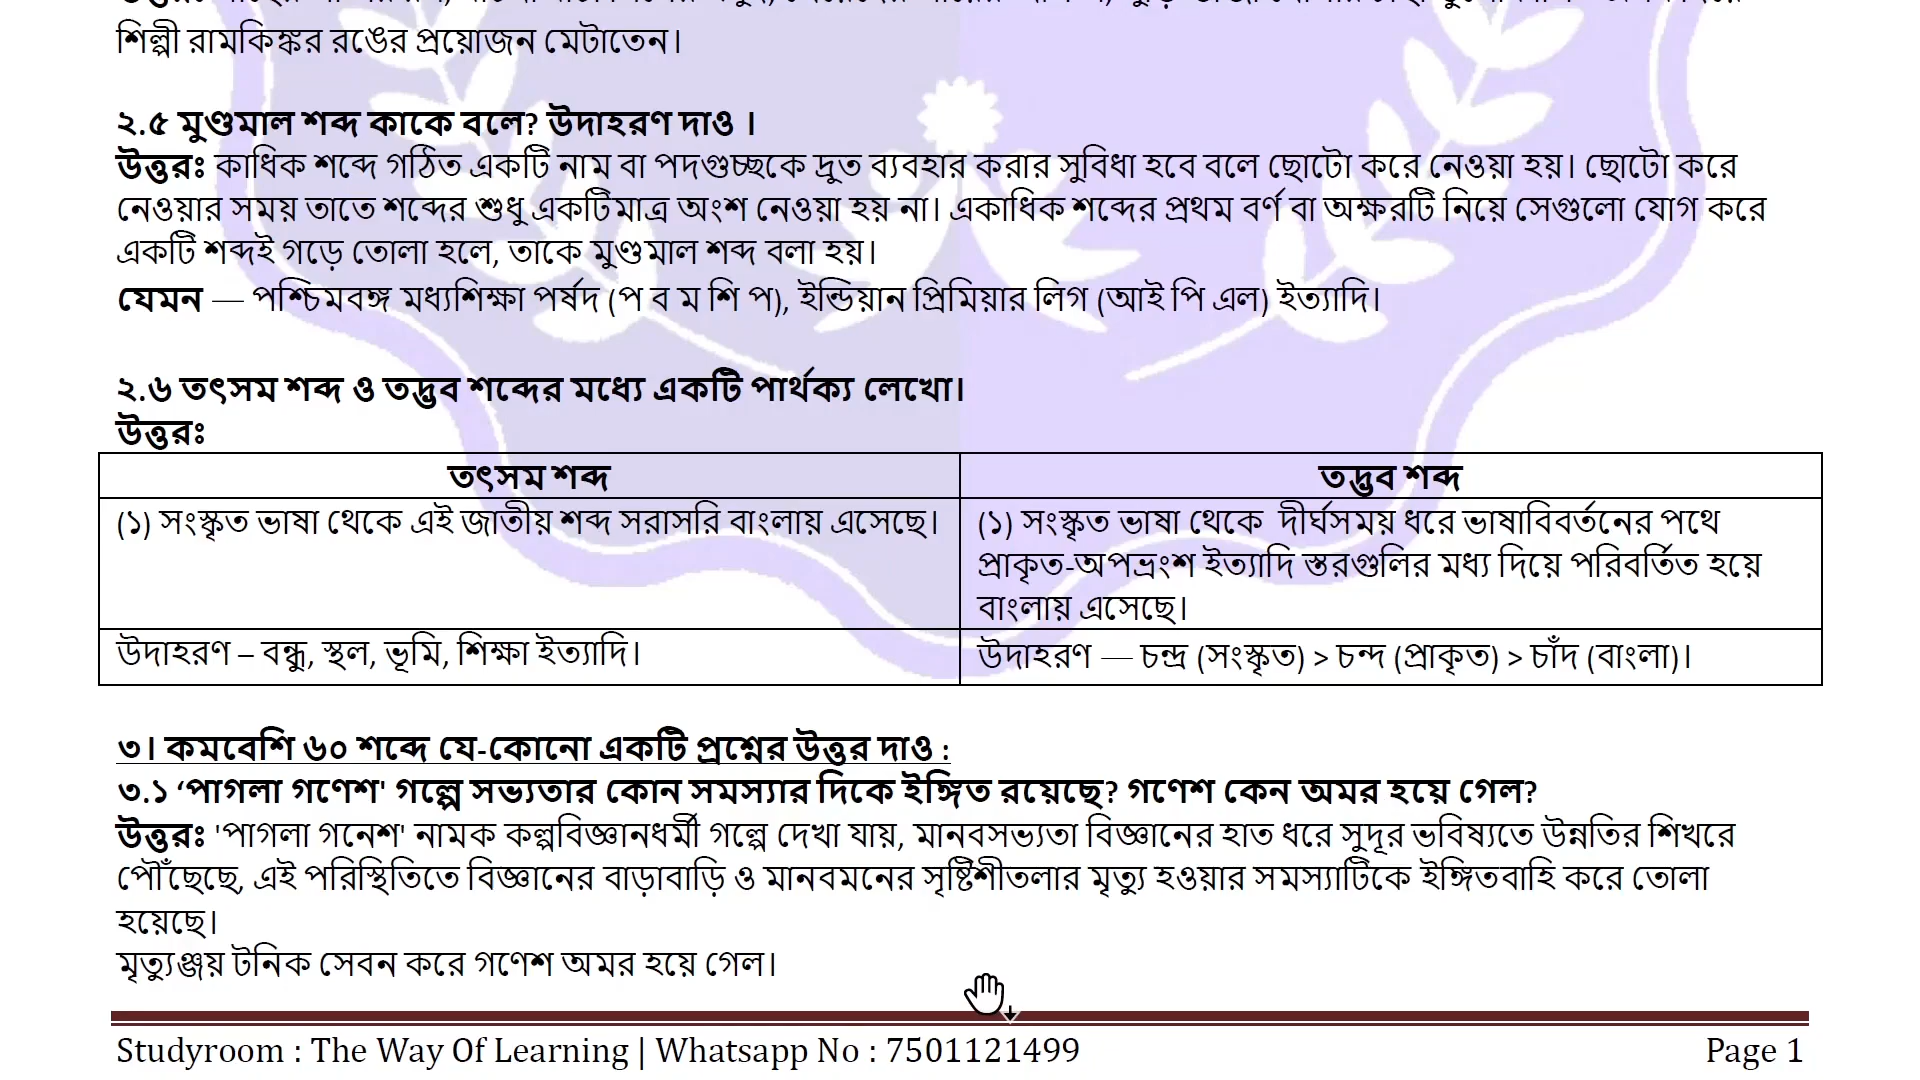 শিল্পী রামকিঙ্কর রঙের প্রয়োজন মেটাতেন।
২.৫ মুণ্ডমাল শব্দ কাকে বলে? উদাহরণ দাও ।
উত্তরঃ কাধিক শব্দে গঠিত একটি নাম বা পদগুচ্ছকে দ্রুত ব্যবহার করার সুবিধা হবে বলে ছোটো করে নেওয়া হয়। ছোটো করে
নেওয়ার সময় তাতে শব্দের শুধু একটিমাত্র অংশ নেওয়া হয় না। একাধিক শব্দের প্রথম বর্ণ বা অক্ষরটি নিয়ে সেগুলো যোগ করে
একটি শব্দই গড়ে তোলা হলে, তাকে মুণ্ডমাল শব্দ বলা হয়।
যেমন — পশ্চিমবঙ্গ মধ্যশিক্ষা পর্ষদ (প ব ম শি প), ইন্ডিয়ান প্রিমিয়ার লিগ (আই পি এল) ইত্যাদি।
২.৬ তৎসম শব্দ ও তদ্ভব শব্দের মধ্যে একটি পার্থক্য লেখো।
উত্তরঃ
তৎসম শব্দ তদ্ভব শব্দ
(১) সংস্কৃত ভাষা থেকে এই জাতীয় শব্দ সরাসরি বাংলায় এসেছে। (১) সংস্কৃত ভাষা থেকে দীর্ঘসময় ধরে ভাষাবিবর্তনের পথে
প্রাকৃত-অপভ্রংশ ইত্যাদি স্তরগুলির মধ্য দিয়ে পরিবর্তিত হয়ে
বাংলায় এসেছে।
উদাহরণ – বন্ধু, স্থল, ভূমি, শিক্ষা ইত্যাদি। উদাহরণ — চন্দ্র (সংস্কৃত) > চন্দ (প্রাকৃত) > চাঁদ (বাংলা)।
৩। কমবেশি ৬০ শব্দে যে-কোনো একটি প্রশ্নের উত্তর দাও :
৩.১ ‘পাগলা গণেশ' গল্পে সভ্যতার কোন সমস্যার দিকে ইঙ্গিত রয়েছে? গণেশ কেন অমর হয়ে গেল?
উত্তরঃ 'পাগলা গনেশ' নামক কল্পবিজ্ঞানধর্মী গল্পে দেখা যায়, মানবসভ্যতা বিজ্ঞানের হাত ধরে সুদূর ভবিষ্যতে উন্নতির শিখরে
পৌঁছেছে, এই পরিস্থিতিতে বিজ্ঞানের বাড়াবাড়ি ও মানবমনের সৃষ্টিশীতলার মৃত্যু হওয়ার সমস্যাটিকে ইঙ্গিতবাহি করে তোলা
হয়েছে।
মৃত্যুঞ্জয় টনিক সেবন করে গণেশ অমর হয়ে গেল।
Studyroom : The Way Of Learning | Whatsapp No : 7501121499 Page 1